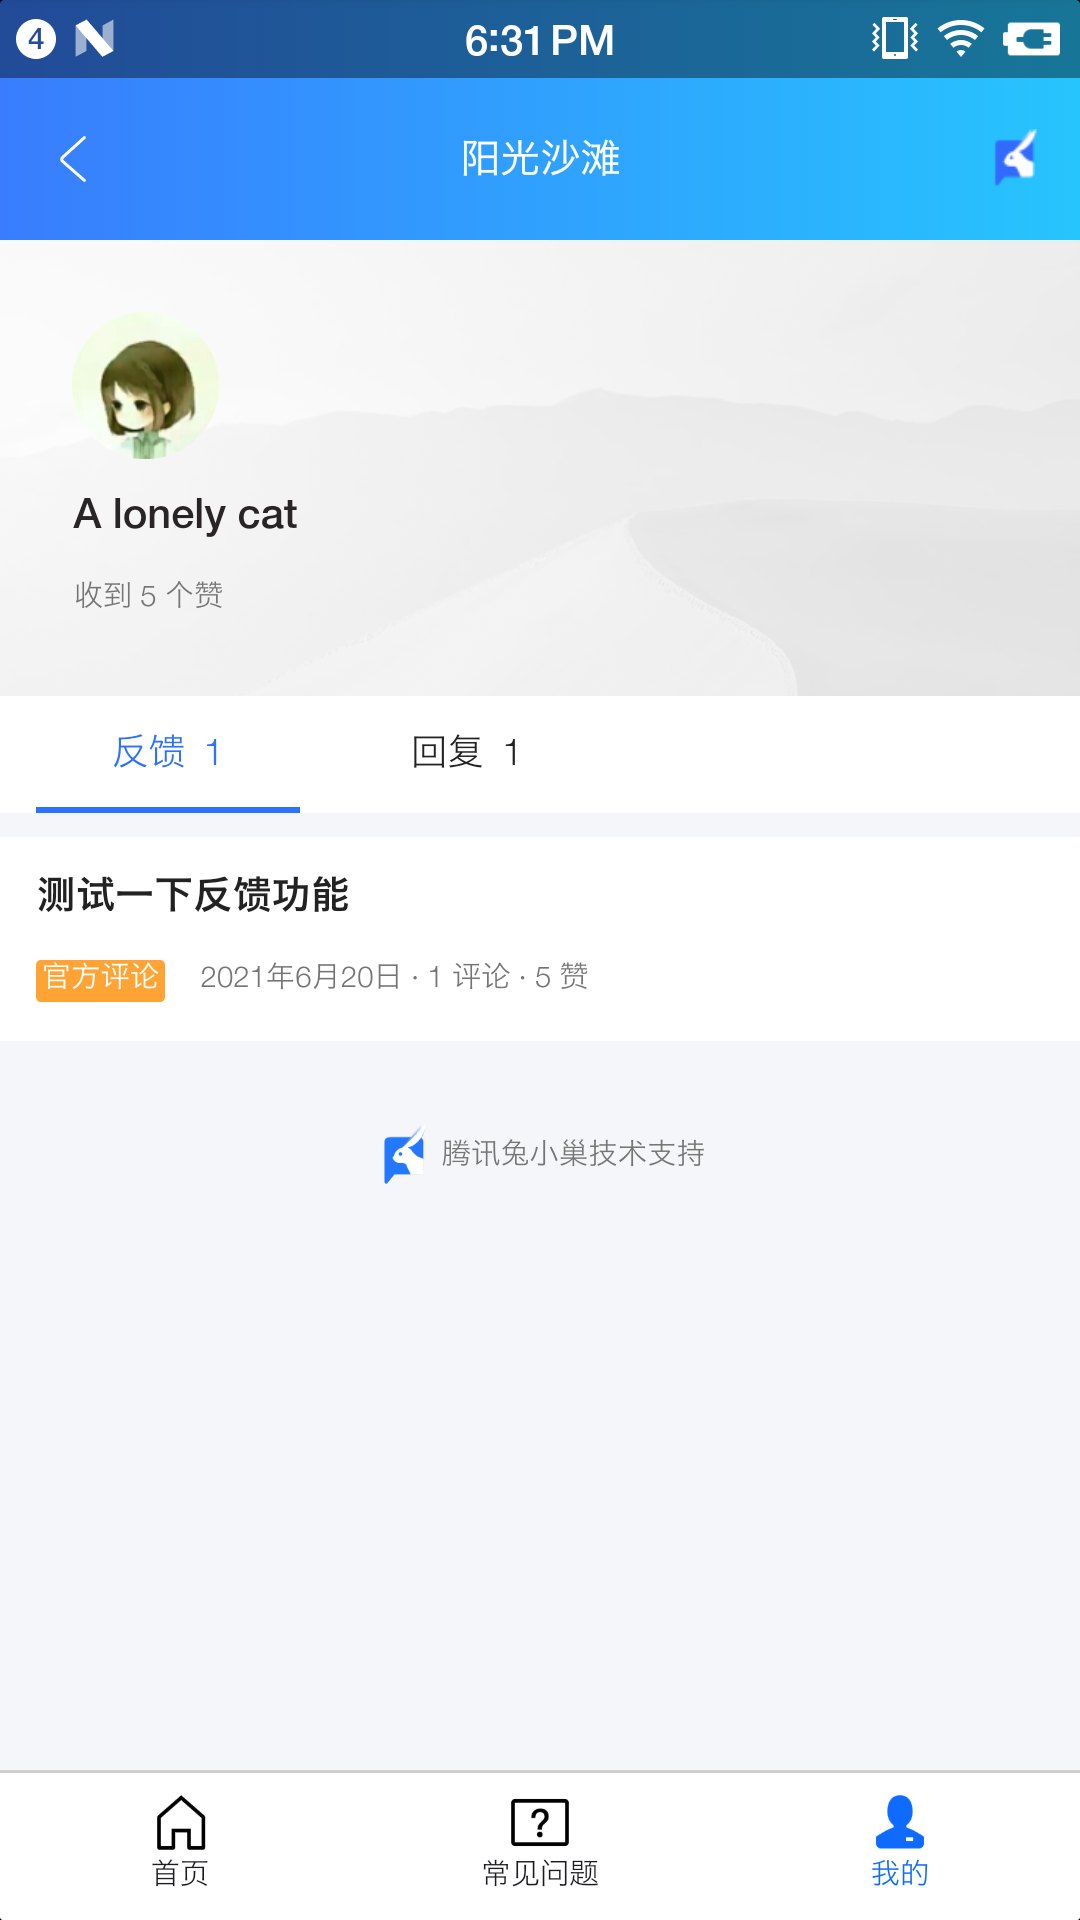 4
6:31 PM
阳光沙滩
A lonely cat
收到 5 个赞
反馈 1
回复 1
测试一下反馈功能
官方评论 2021年6月20日 · 1 评论 · 5 赞
腾讯兔小巢技术支持
首页
常见问题
我的